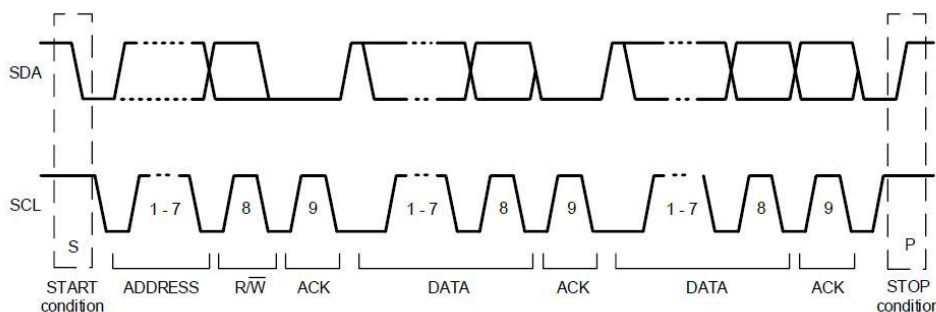 SDA
SCL
1 - 7
8
9
1 - 7
8
9
1 - 7
8
9
S
P
START condition
ADDRESS
R/W̅
ACK
DATA
ACK
DATA
ACK
STOP condition